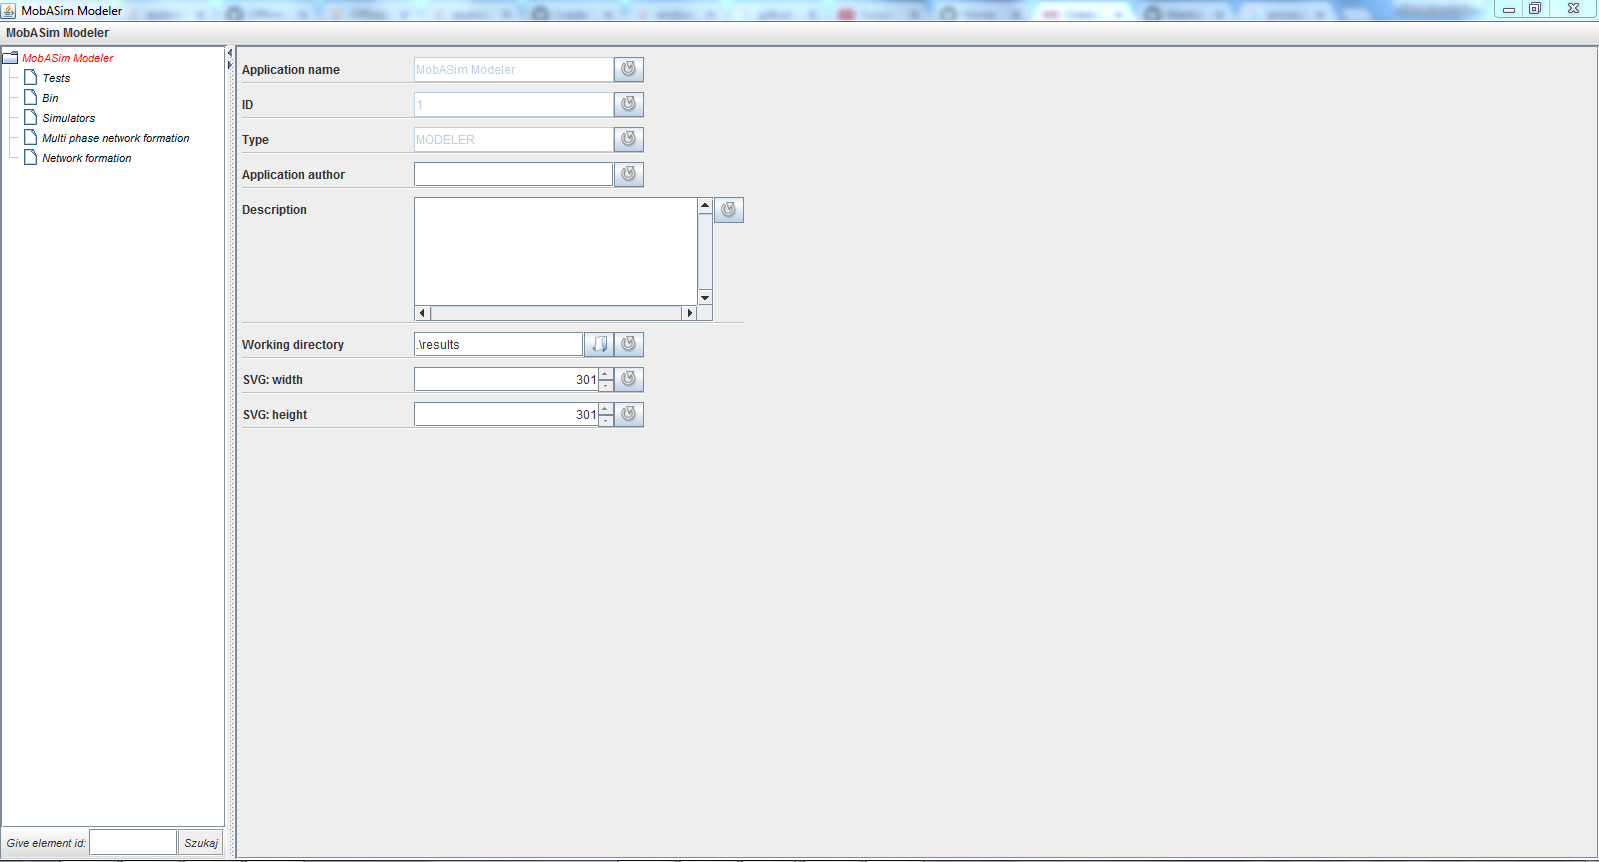 MobASim Modeler
MobASim Modeler
MobASim Modeler
Tests
Bin
Simulators
Multi phase network formation
Network formation
Give element id:
Szukaj
Application name
MobASim Modeler
ID
1
Type
MODELER
Application author
Description
Working directory
.\results
SVG: width
301
SVG: height
301